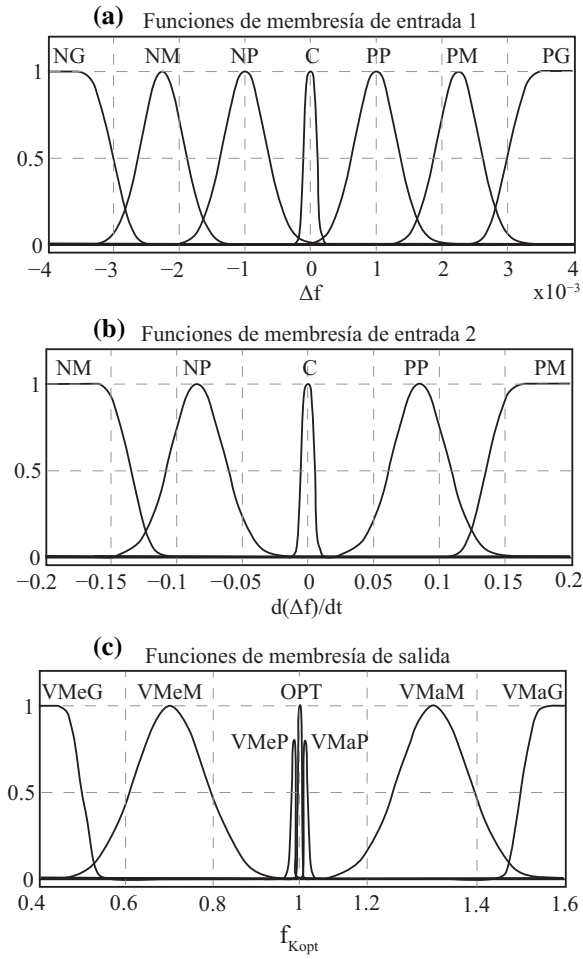 (a) Funciones de membresía de entrada 1
NG NM NP C PP PM PG
1
0.5
0
−4 −3 −2 −1 0 1 2 3 4
Δf x10⁻³
(b) Funciones de membresía de entrada 2
NM NP C PP PM
1
0.5
0
−0.2 −0.15 −0.1 −0.05 0 0.05 0.1 0.15 0.2
d(Δf)/dt
(c) Funciones de membresía de salida
VMeG VMeM OPT VMaM VMaG
VMeP VMaP
1
0.5
0
0.4 0.6 0.8 1 1.2 1.4 1.6
f_Kopt